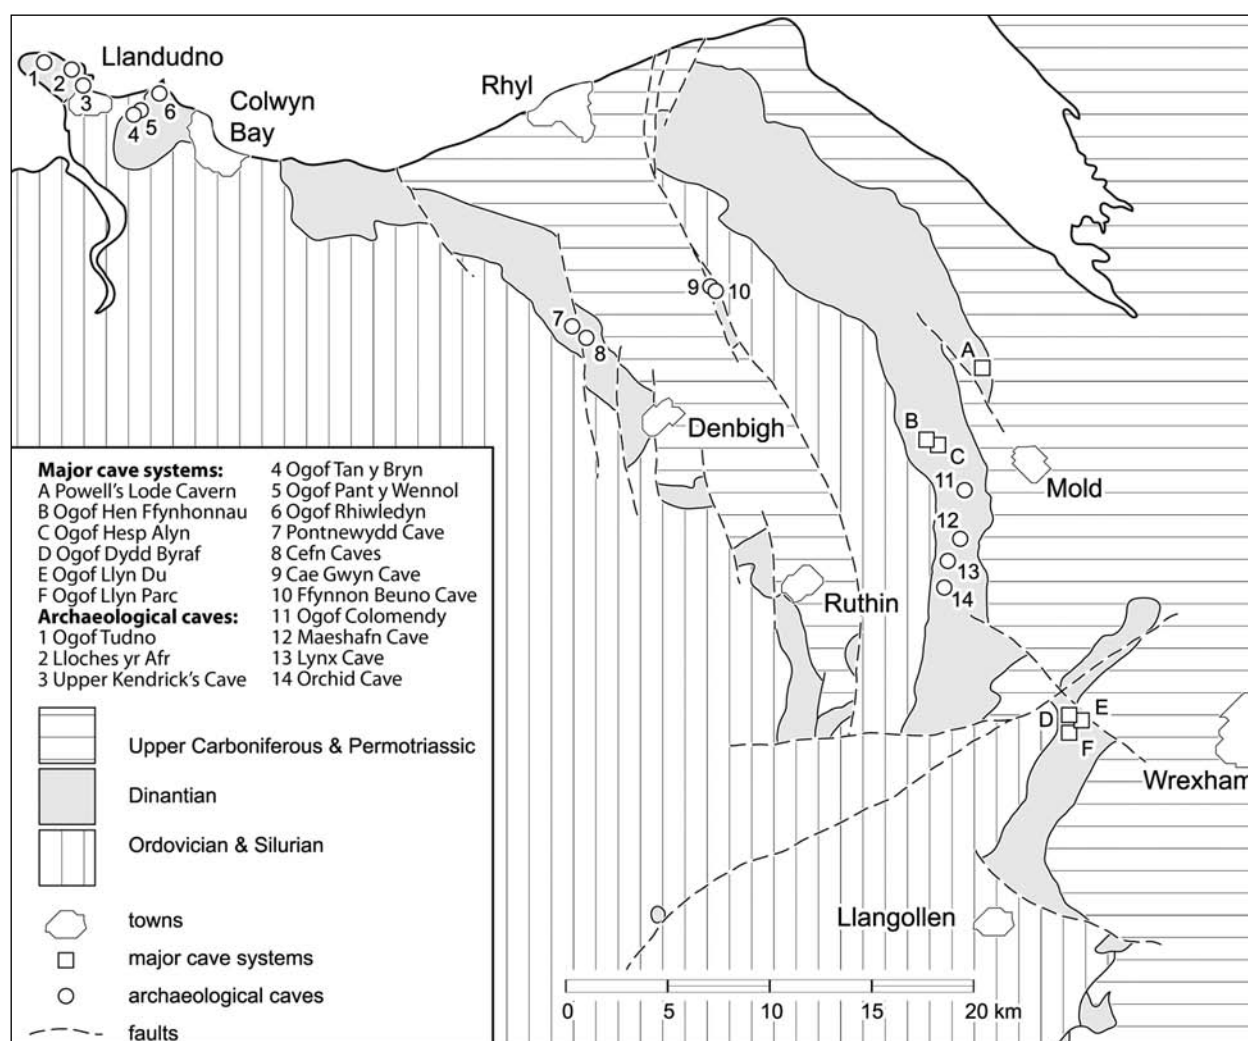 Llandudno
1
2
3
4
5
6
Colwyn
Bay
Rhyl
7
8
9
10
Denbigh
A
B
C
Mold
11
12
13
14
Ruthin
D
E
F
Wrexham
Llangollen
Major cave systems:
A Powell's Lode Cavern
B Ogof Hen Ffynhonnau
C Ogof Hesp Alyn
D Ogof Dydd Byraf
E Ogof Llyn Du
F Ogof Llyn Parc
Archaeological caves:
1 Ogof Tudno
2 Lloches yr Afr
3 Upper Kendrick's Cave
4 Ogof Tan y Bryn
5 Ogof Pant y Wennol
6 Ogof Rhiwledyn
7 Pontnewydd Cave
8 Cefn Caves
9 Cae Gwyn Cave
10 Ffynnon Beuno Cave
11 Ogof Colomendy
12 Maeshafn Cave
13 Lynx Cave
14 Orchid Cave
Upper Carboniferous & Permotriassic
Dinantian
Ordovician & Silurian
towns
major cave systems
archaeological caves
faults
0 5 10 15 20 km